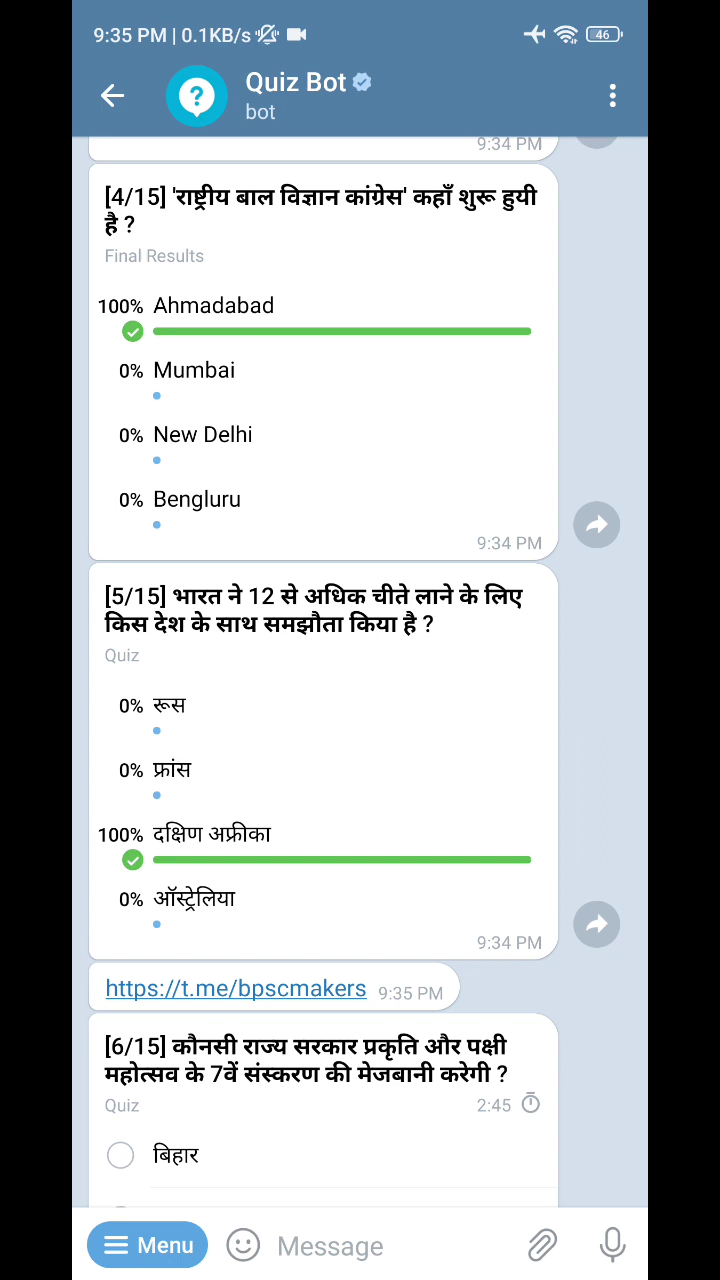 9:35 PM | 0.1KB/s
46
Quiz Bot
bot
9:34 PM
[4/15] 'राष्ट्रीय बाल विज्ञान कांग्रेस' कहाँ शुरू हुयी
है ?
Final Results
100% Ahmadabad
0% Mumbai
0% New Delhi
0% Bengluru
9:34 PM
[5/15] भारत ने 12 से अधिक चीते लाने के लिए
किस देश के साथ समझौता किया है ?
Quiz
0% रूस
0% फ्रांस
100% दक्षिण अफ्रीका
0% ऑस्ट्रेलिया
9:34 PM
https://t.me/bpscmakers 9:35 PM
[6/15] कौनसी राज्य सरकार प्रकृति और पक्षी
महोत्सव के 7वें संस्करण की मेजबानी करेगी ?
Quiz 2:45
बिहार
Menu Message